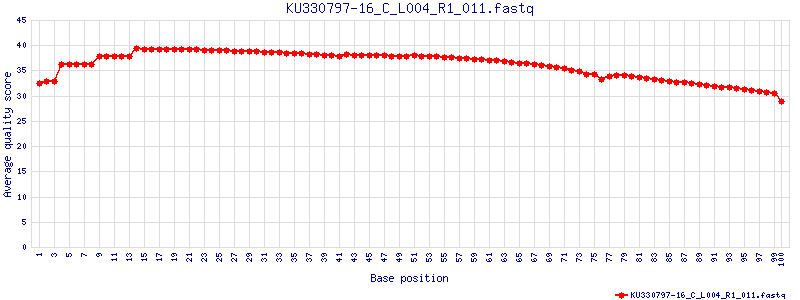 KU330797-16_C_L004_R1_011.fastq
45
40
35
30
25
20
15
10
5
0
Average quality score
1 3 5 7 9 11 13 15 17 19 21 23 25 27 29 31 33 35 37 39 41 43 45 47 49 51 53 55 57 59 61 63 65 67 69 71 73 75 77 79 81 83 85 87 89 91 93 95 97 99 100
Base position
KU330797-16_C_L004_R1_011.fastq